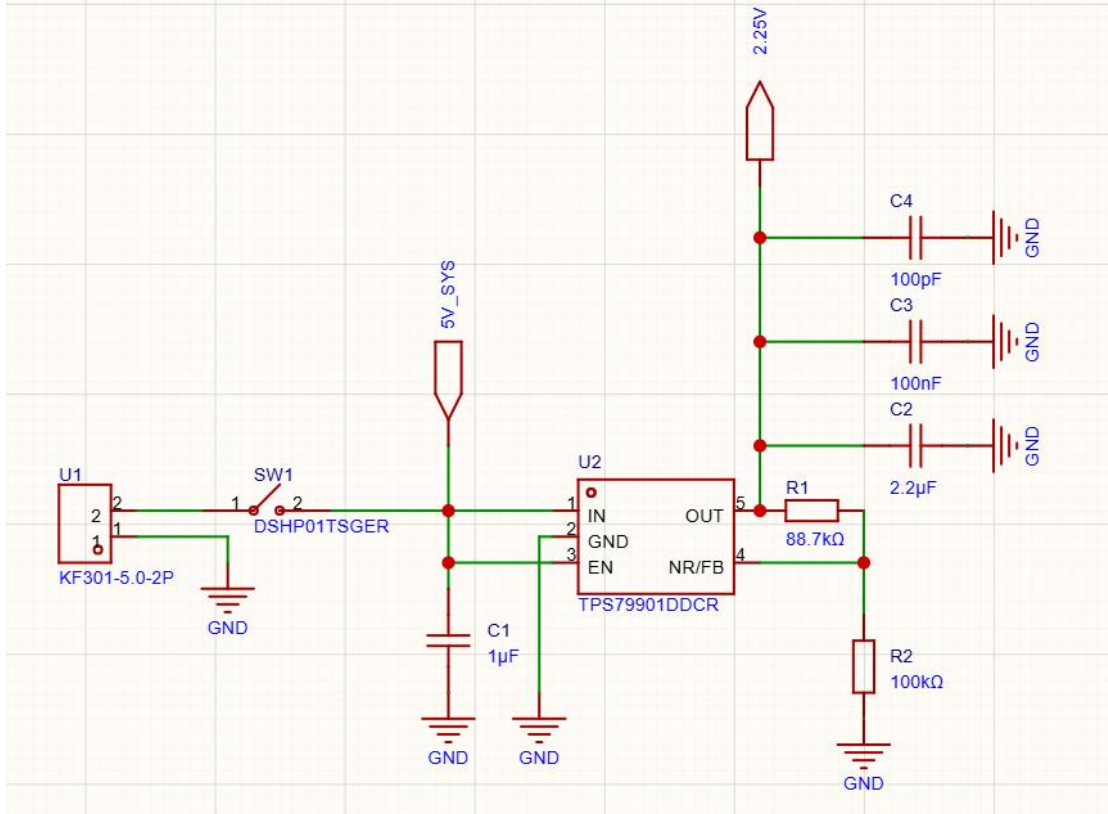 2.25V
C4
100pF
GND
C3
100nF
GND
C2
2.2µF
GND
5V_SYS
U1
2
2
1
1
KF301-5.0-2P
GND
SW1
1
2
DSHP01TSGER
U2
1
IN
2
GND
3
EN
OUT
5
NR/FB
4
TPS79901DDCR
R1
88.7kΩ
C1
1µF
GND
GND
R2
100kΩ
GND